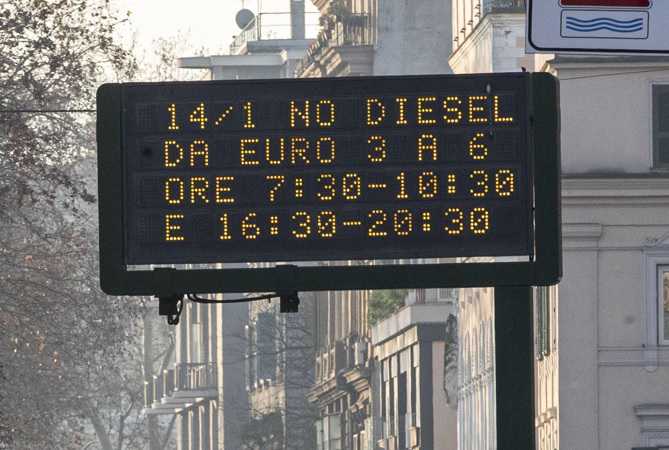 14/1 NO DIESEL
DA EURO 3 A 6
ORE 7:30-10:30
E 16:30-20:30